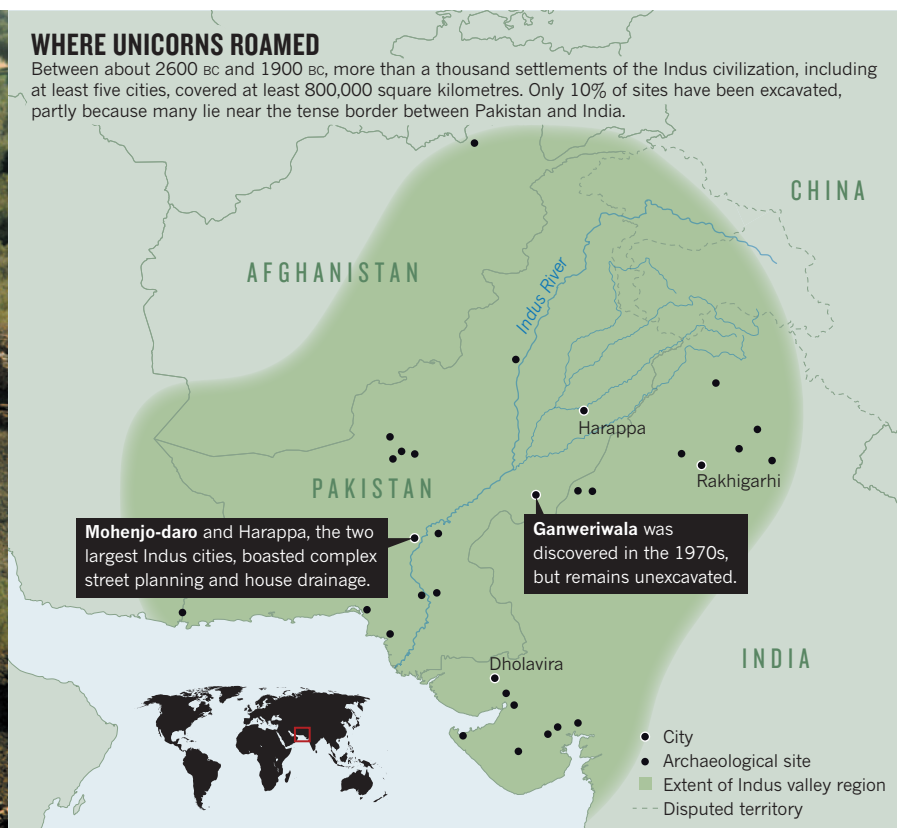 WHERE UNICORNS ROAMED
Between about 2600 BC and 1900 BC, more than a thousand settlements of the Indus civilization, including
at least five cities, covered at least 800,000 square kilometres. Only 10% of sites have been excavated,
partly because many lie near the tense border between Pakistan and India.
CHINA
AFGHANISTAN
Indus River
Harappa
Rakhigarhi
PAKISTAN
Mohenjo-daro and Harappa, the two
largest Indus cities, boasted complex
street planning and house drainage.
Ganweriwala was
discovered in the 1970s,
but remains unexcavated.
INDIA
Dholavira
City
Archaeological site
Extent of Indus valley region
Disputed territory